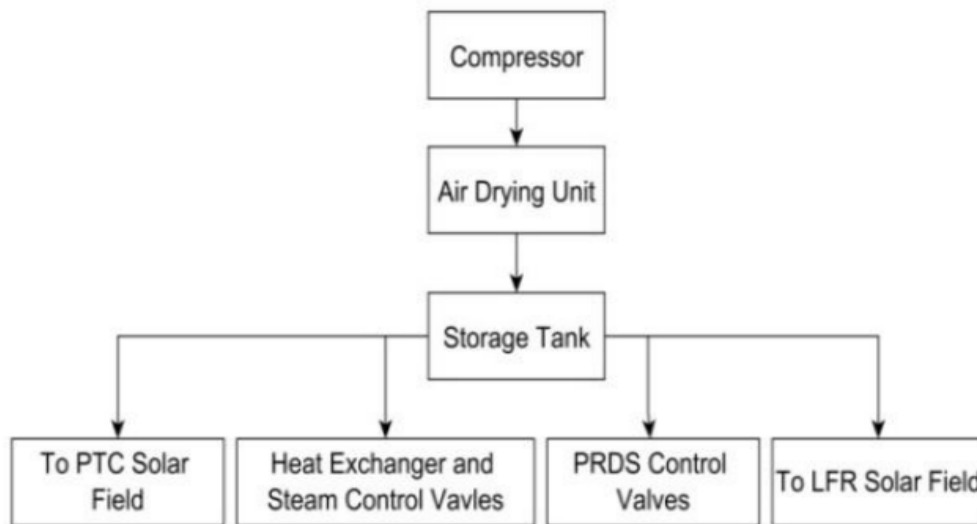 Compressor
Air Drying Unit
Storage Tank
To PTC Solar
Field
Heat Exchanger and
Steam Control Vavles
PRDS Control
Valves
To LFR Solar Field